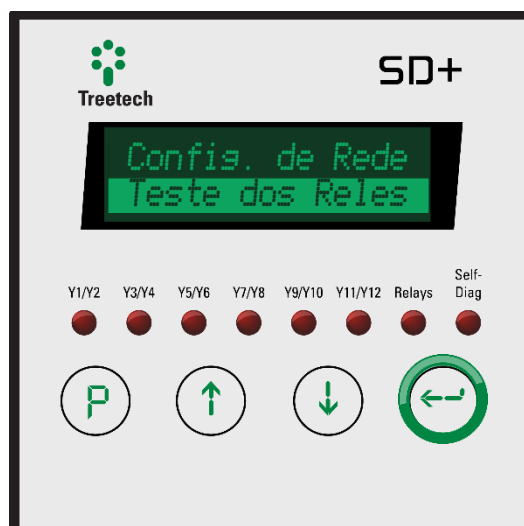 Treetech
SD+
Config. de Rede
Teste dos Reles
Y1/Y2 Y3/Y4 Y5/Y6 Y7/Y8 Y9/Y10 Y11/Y12 Relays Self-
Diag
P